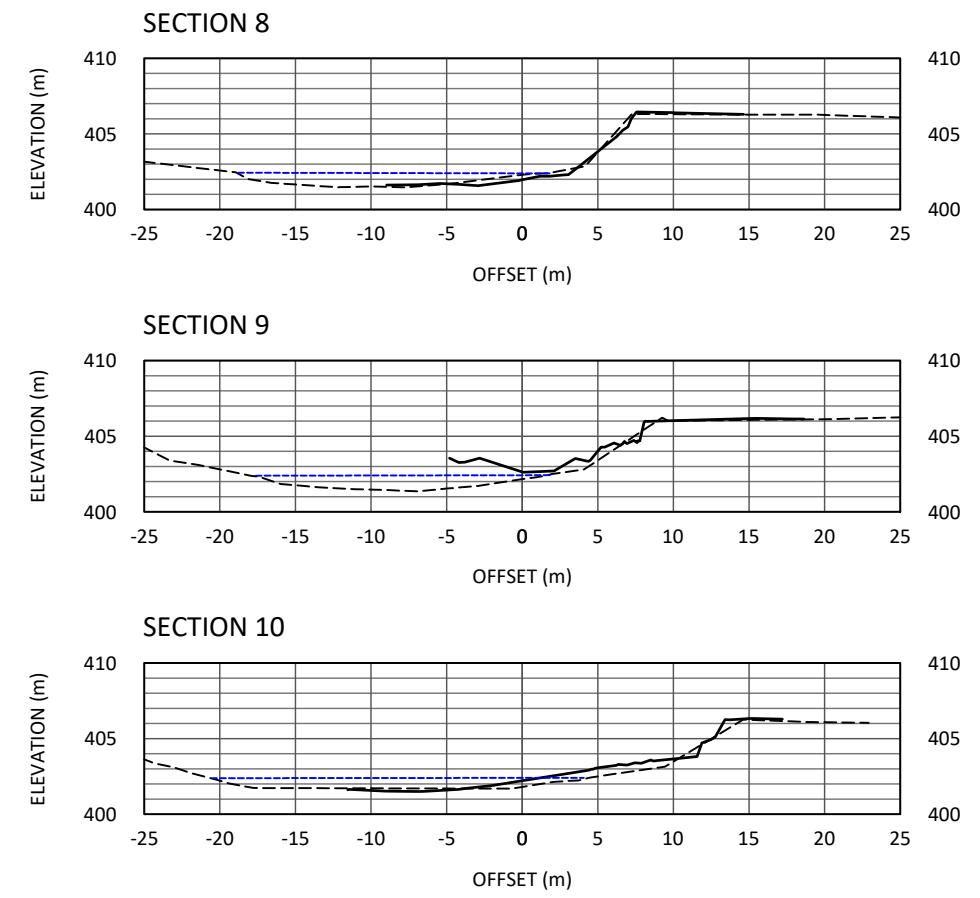 SECTION 8
410 410
405 405
400 400
ELEVATION (m)
-25 -20 -15 -10 -5 0 5 10 15 20 25
OFFSET (m)
SECTION 9
410 410
405 405
400 400
ELEVATION (m)
-25 -20 -15 -10 -5 0 5 10 15 20 25
OFFSET (m)
SECTION 10
410 410
405 405
400 400
ELEVATION (m)
-25 -20 -15 -10 -5 0 5 10 15 20 25
OFFSET (m)